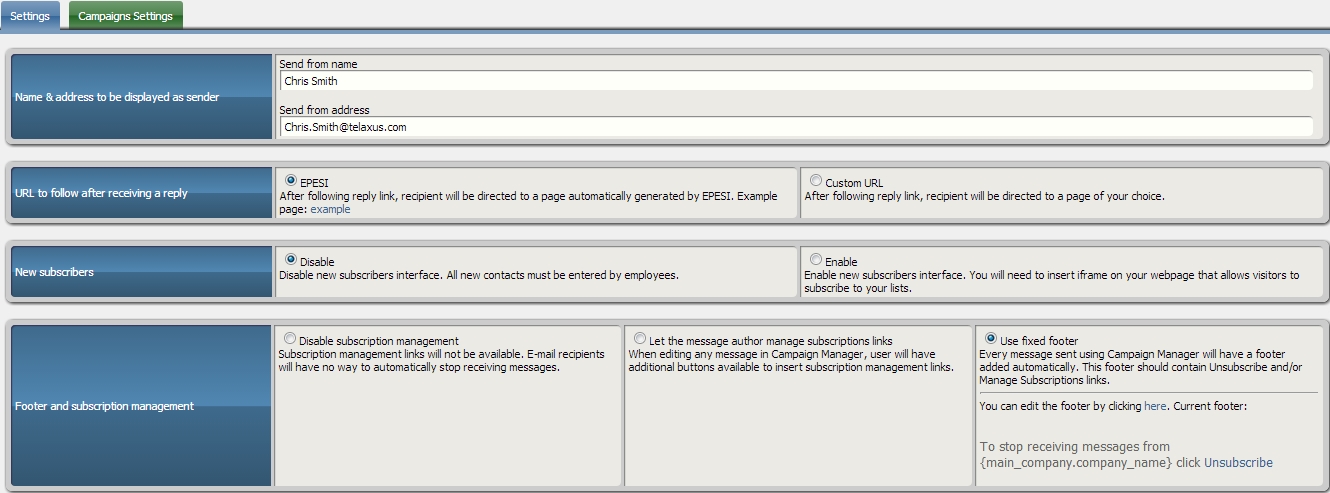 Settings
Campaigns Settings
Name & address to be displayed as sender
Send from name
Chris Smith
Send from address
Chris.Smith@telaxus.com
URL to follow after receiving a reply
EPESI
After following reply link, recipient will be directed to a page automatically generated by EPESI. Example
page: example
Custom URL
After following reply link, recipient will be directed to a page of your choice.
New subscribers
Disable
Disable new subscribers interface. All new contacts must be entered by employees.
Enable
Enable new subscribers interface. You will need to insert iframe on your webpage that allows visitors to
subscribe to your lists.
Footer and subscription management
Disable subscription management
Subscription management links will not be available. E-mail recipients
will have no way to automatically stop receiving messages.
Let the message author manage subscriptions links
When editing any message in Campaign Manager, user will have
additional buttons available to insert subscription management links.
Use fixed footer
Every message sent using Campaign Manager will have a footer
added automatically. This footer should contain Unsubscribe and/or
Manage Subscriptions links.
You can edit the footer by clicking here. Current footer:
To stop receiving messages from
{main_company.company_name} click Unsubscribe